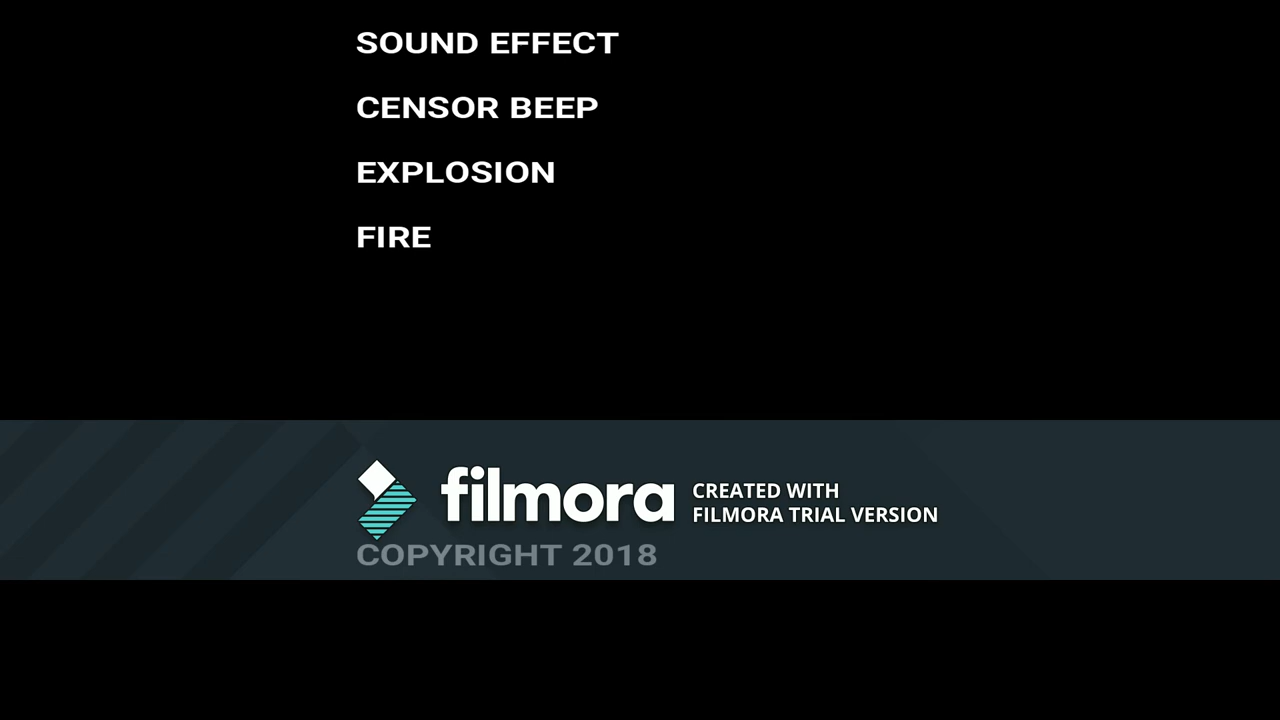 SOUND EFFECT
CENSOR BEEP
EXPLOSION
FIRE
filmora
CREATED WITH
FILMORA TRIAL VERSION
COPYRIGHT 2018